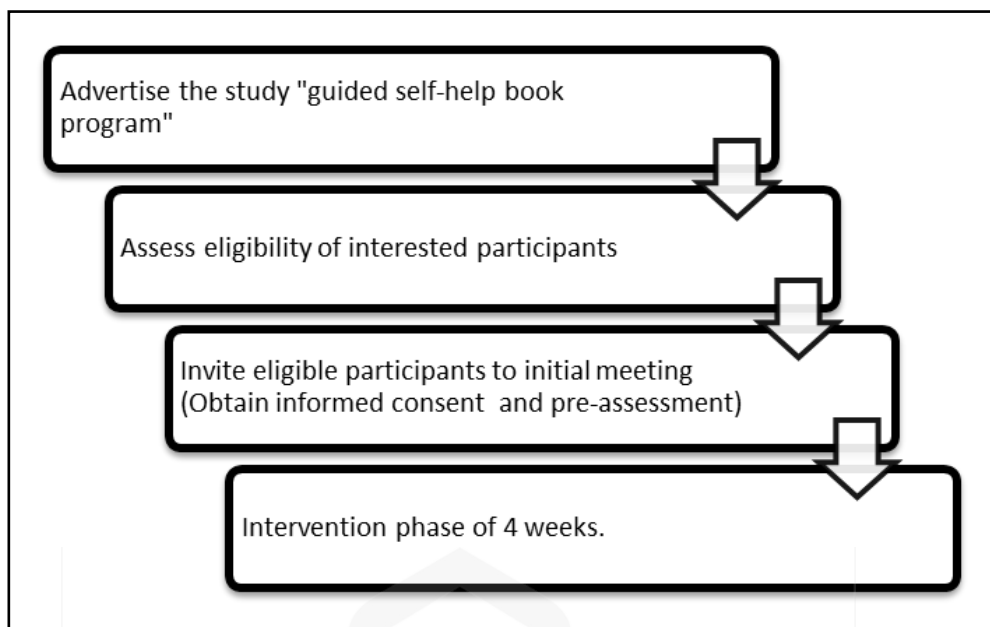 Advertise the study "guided self-help book
program"
Assess eligibility of interested participants
Invite eligible participants to initial meeting
(Obtain informed consent  and pre-assessment)
Intervention phase of 4 weeks.